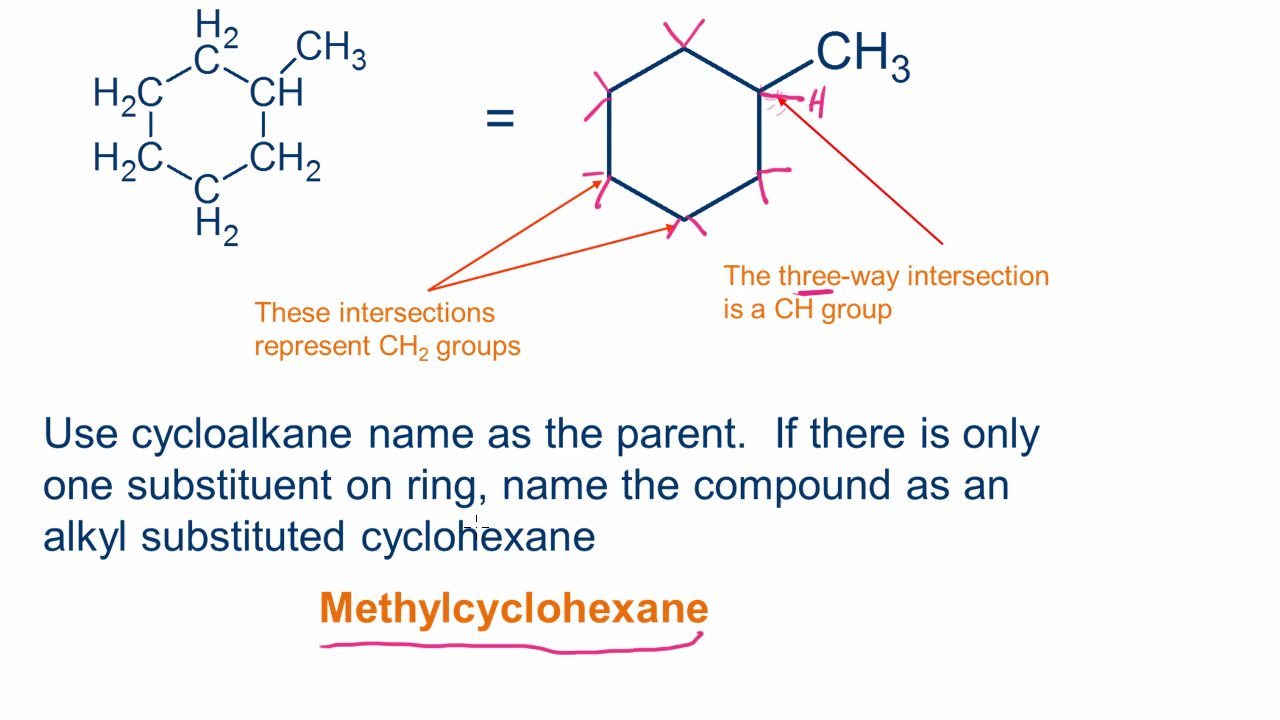 H₂
C
CH₃
H₂C
CH
H₂C
CH₂
C
H₂
=
CH₃
H
The three-way intersection
is a CH group
These intersections
represent CH₂ groups
Use cycloalkane name as the parent. If there is only
one substituent on ring, name the compound as an
alkyl substituted cyclohexane
Methylcyclohexane